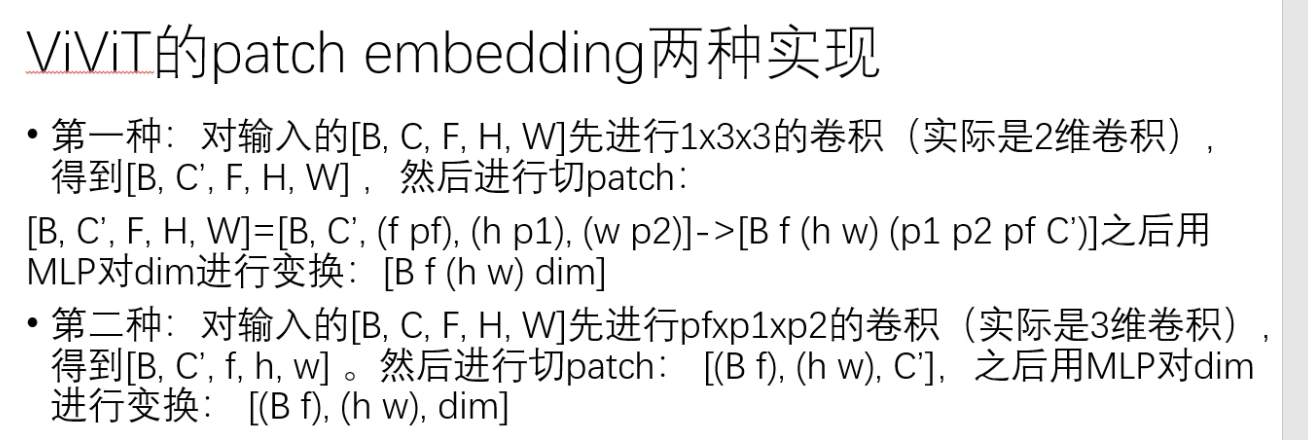 ViViT的patch embedding两种实现
• 第一种：对输入的[B, C, F, H, W]先进行1x3x3的卷积（实际是2维卷积），
得到[B, C’, F, H, W] ，然后进行切patch：
[B, C’, F, H, W]=[B, C’, (f pf), (h p1), (w p2)]->[B f (h w) (p1 p2 pf C’)]之后用
MLP对dim进行变换：[B f (h w) dim]
• 第二种：对输入的[B, C, F, H, W]先进行pfxp1xp2的卷积（实际是3维卷积），
得到[B, C’, f, h, w] 。然后进行切patch： [(B f), (h w), C’]，之后用MLP对dim
进行变换： [(B f), (h w), dim]